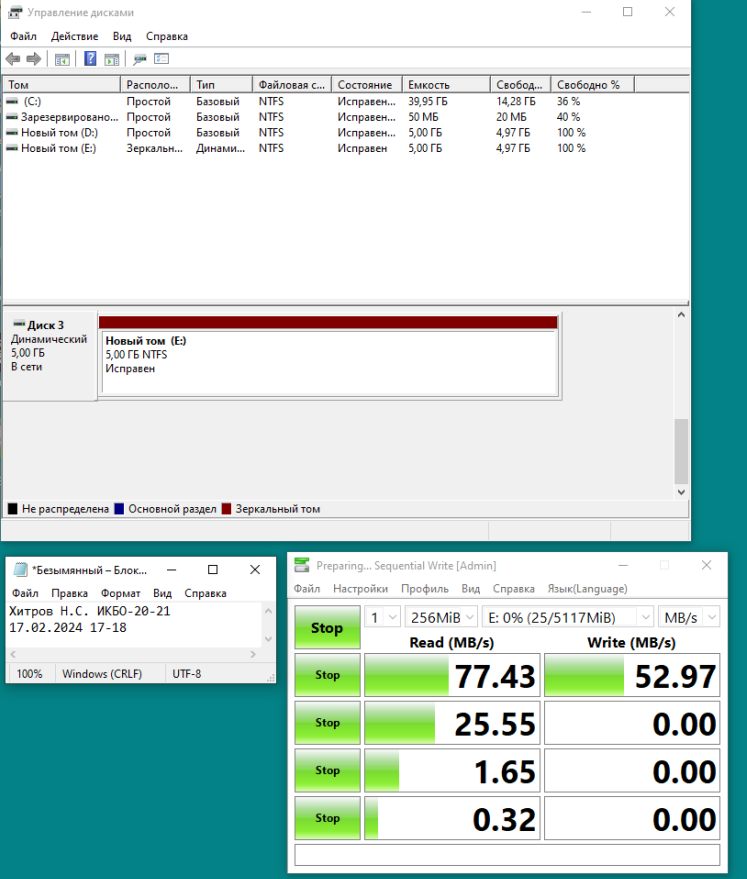 Управление дисками
Файл Действие Вид Справка
Том Располо... Тип Файловая с... Состояние Емкость Свобод... Свободно %
(C:) Простой Базовый NTFS Исправен... 39,95 ГБ 14,28 ГБ 36 %
Зарезервировано... Простой Базовый NTFS Исправен... 50 МБ 20 МБ 40 %
Новый том (D:) Простой Базовый NTFS Исправен... 5,00 ГБ 4,97 ГБ 100 %
Новый том (E:) Зеркальн... Динами... NTFS Исправен 5,00 ГБ 4,97 ГБ 100 %
Диск 3
Динамический
5,00 ГБ
В сети
Новый том (E:)
5,00 ГБ NTFS
Исправен
Не распределена Основной раздел Зеркальный том
*Безымянный – Блок...
Файл Правка Формат Вид Справка
Хитров Н.С. ИКБО-20-21
17.02.2024 17-18
100% Windows (CRLF) UTF-8
Preparing... Sequential Write [Admin]
Файл Настройки Профиль Вид Справка Язык(Language)
Stop 1 256MiB E: 0% (25/5117MiB) MB/s
Read (MB/s) Write (MB/s)
Stop 77.43 52.97
Stop 25.55 0.00
Stop 1.65 0.00
Stop 0.32 0.00